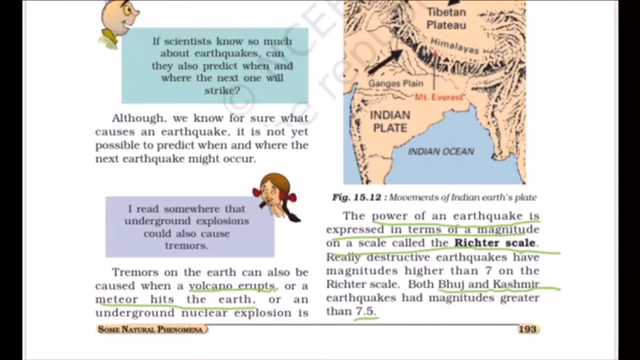 If scientists know so much
about earthquakes, can
they also predict when and
where the next one will
strike?
Although, we know for sure what
causes an earthquake, it is not yet
possible to predict when and where the
next earthquake might occur.
I read somewhere that
underground explosions
could also cause
tremors.
Tremors on the earth can also be
caused when a volcano erupts, or a
meteor hits the earth, or an
underground nuclear explosion is
SOME NATURAL PHENOMENA
Tibetan
Plateau
Himalayas
Ganges Plain
Mt. Everest
INDIAN
PLATE
INDIAN OCEAN
Fig. 15.12 : Movements of Indian earth's plate
The power of an earthquake is
expressed in terms of a magnitude
on a scale called the Richter scale.
Really destructive earthquakes have
magnitudes higher than 7 on the
Richter scale. Both Bhuj and Kashmir
earthquakes had magnitudes greater
than 7.5.
193